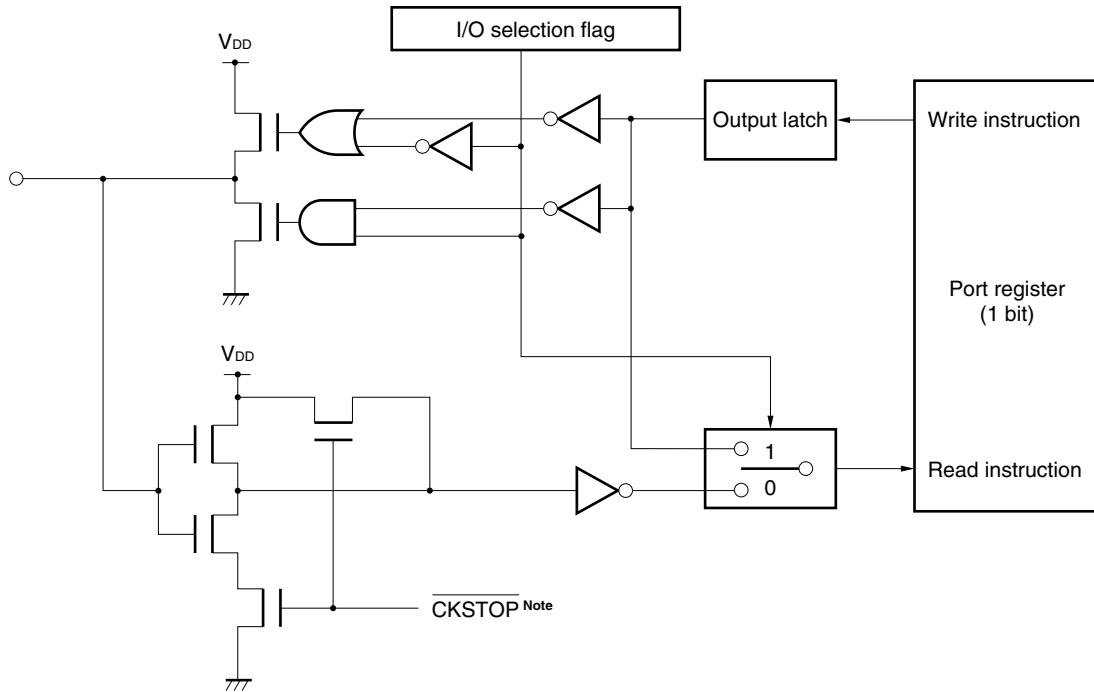 I/O selection flag
VDD
Output latch
Write instruction
Port register
(1 bit)
VDD
1
0
Read instruction
CKSTOP Note